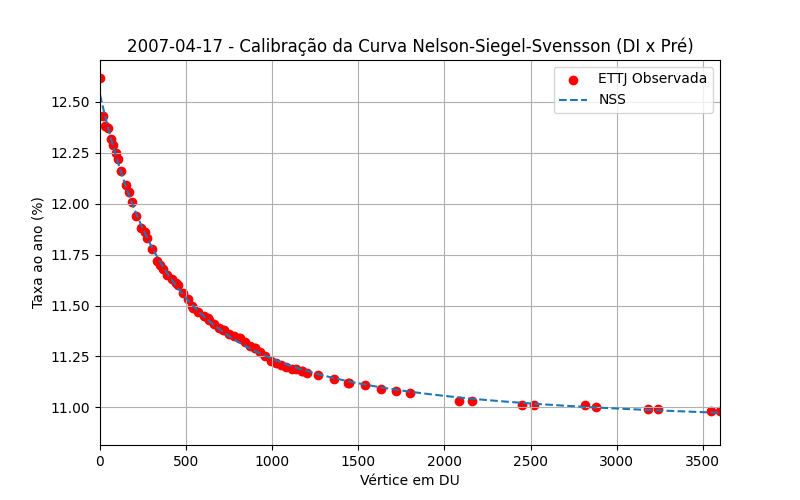 2007-04-17 - Calibração da Curva Nelson-Siegel-Svensson (DI x Pré)
ETTJ Observada
NSS
Taxa ao ano (%)
12.50
12.25
12.00
11.75
11.50
11.25
11.00
0 500 1000 1500 2000 2500 3000 3500
Vértice em DU